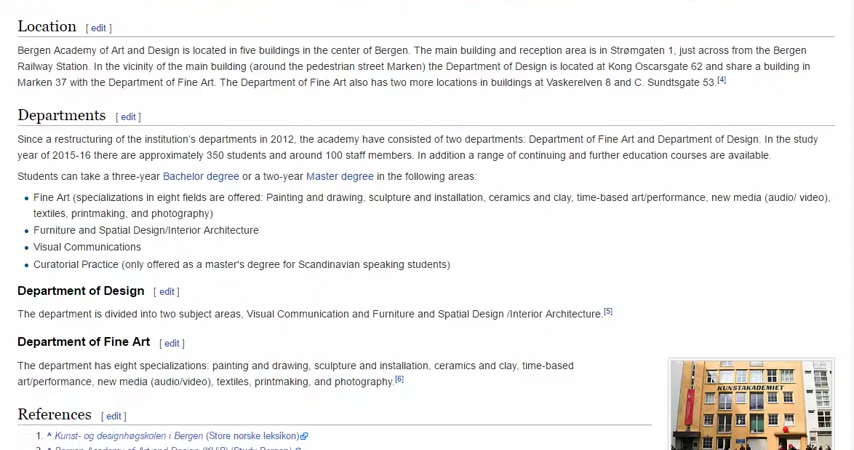 Location [ edit ]
Bergen Academy of Art and Design is located in five buildings in the center of Bergen. The main building and reception area is in Strømgaten 1, just across from the Bergen
Railway Station. In the vicinity of the main building (around the pedestrian street Marken) the Department of Design is located at Kong Oscarsgate 62 and share a building in
Marken 37 with the Department of Fine Art. The Department of Fine Art also has two more locations in buildings at Vaskerelven 8 and C. Sundtsgate 53.[4]
Departments [ edit ]
Since a restructuring of the institution's departments in 2012, the academy have consisted of two departments: Department of Fine Art and Department of Design. In the study
year of 2015-16 there are approximately 350 students and around 100 staff members. In addition a range of continuing and further education courses are available.
Students can take a three-year Bachelor degree or a two-year Master degree in the following areas:
• Fine Art (specializations in eight fields are offered: Painting and drawing, sculpture and installation, ceramics and clay, time-based art/performance, new media (audio/ video),
textiles, printmaking, and photography)
• Furniture and Spatial Design/Interior Architecture
• Visual Communications
• Curatorial Practice (only offered as a master's degree for Scandinavian speaking students)
Department of Design [ edit ]
The department is divided into two subject areas, Visual Communication and Furniture and Spatial Design /Interior Architecture.[5]
Department of Fine Art [ edit ]
The department has eight specializations: painting and drawing, sculpture and installation, ceramics and clay, time-based
art/performance, new media (audio/video), textiles, printmaking, and photography.[6]
KUNSTAKADEMIET
References [ edit ]
1. ^ Kunst- og designhøgskolen i Bergen (Store norske leksikon)